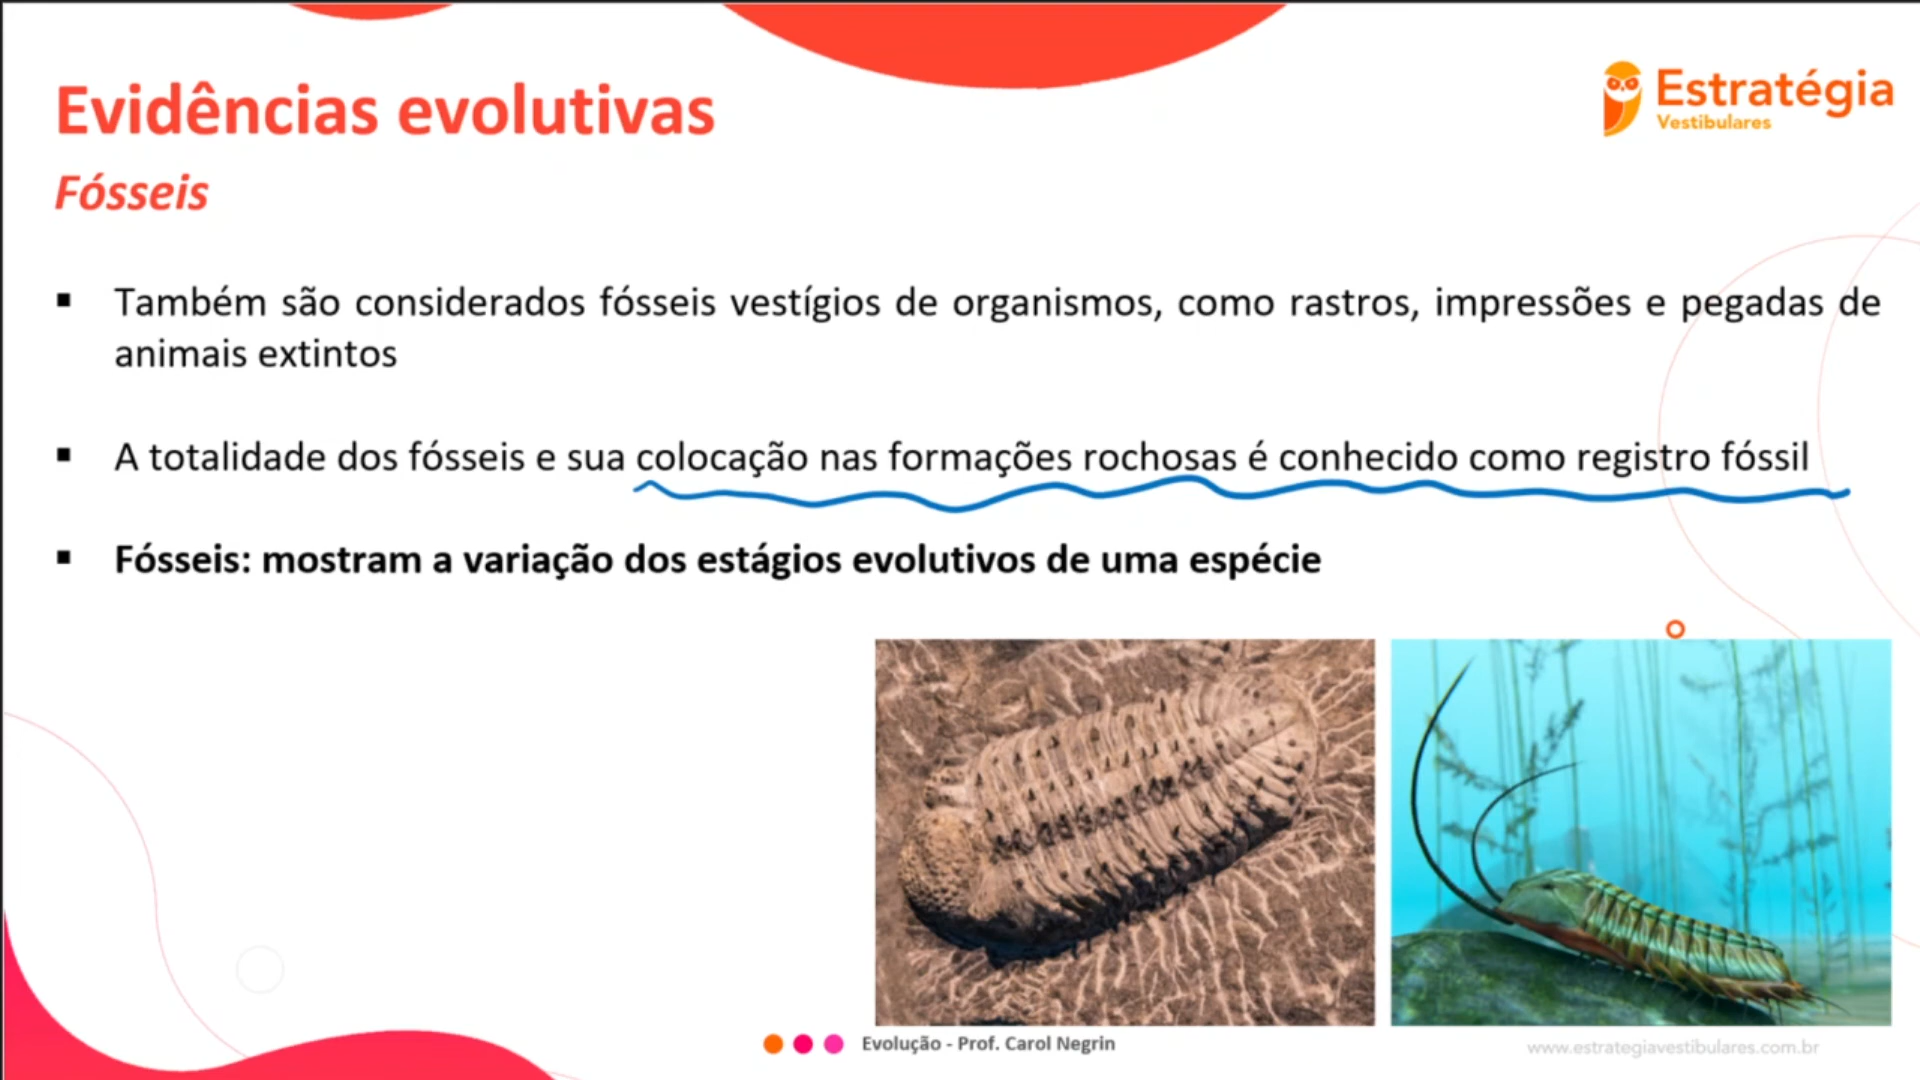 Evidências evolutivas
Estratégia
Vestibulares
Fósseis
▪ Também são considerados fósseis vestígios de organismos, como rastros, impressões e pegadas de
animais extintos
▪ A totalidade dos fósseis e sua colocação nas formações rochosas é conhecido como registro fóssil
▪ Fósseis: mostram a variação dos estágios evolutivos de uma espécie
Evolução - Prof. Carol Negrin
www.estrategiavestibulares.com.br